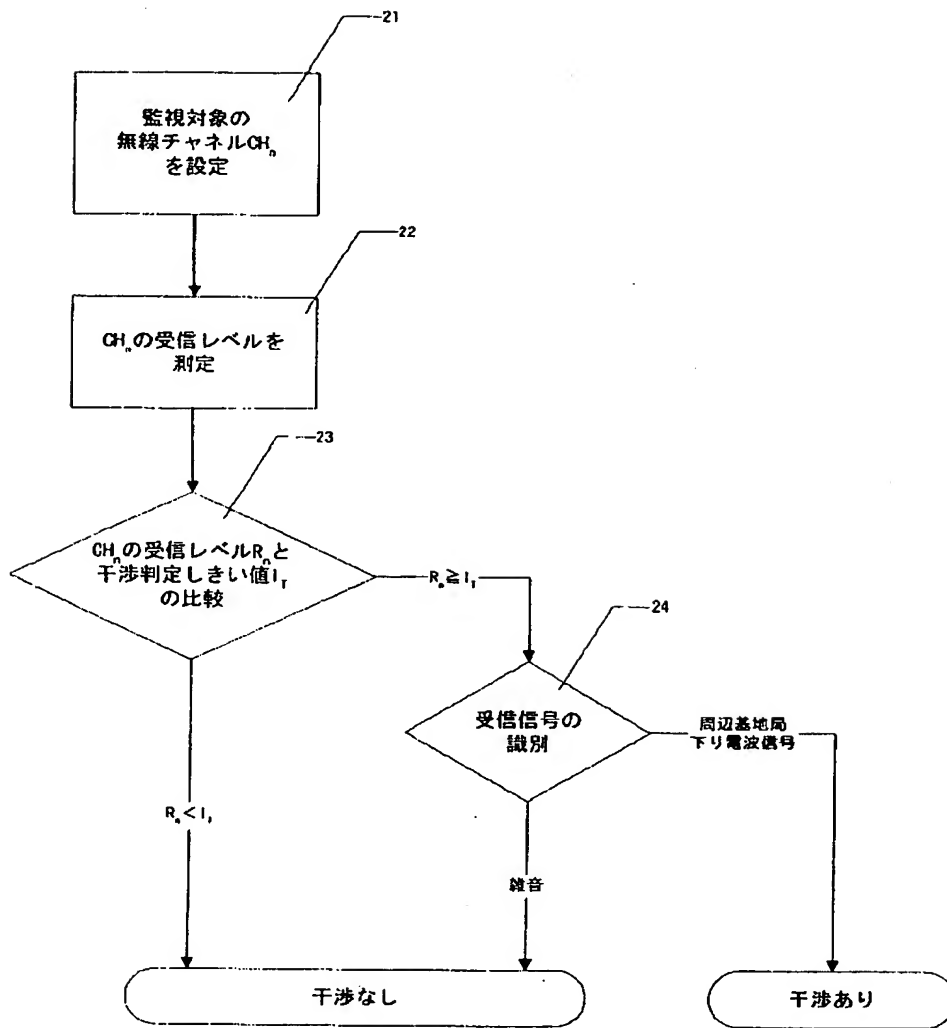 21
監視対象の
無線チャネルCHₙ
を設定
22
CHₙの受信レベルを
測定
23
CHₙの受信レベルRₙと
干渉判定しきい値I_T
の比較
Rₙ≧I_T
24
受信信号の
識別
周辺基地局
下り電波信号
Rₙ<I_T
雑音
干渉なし
干渉あり